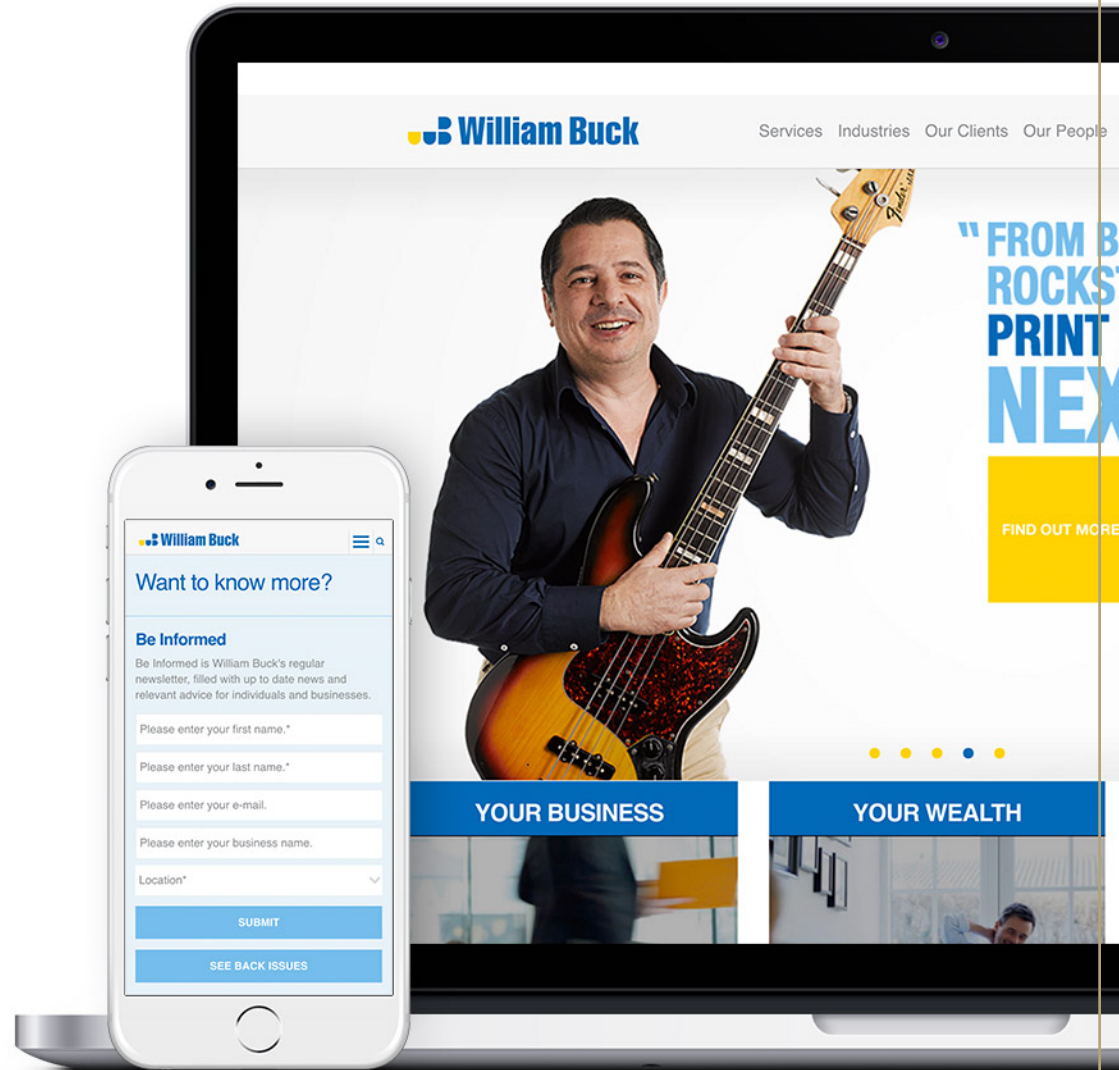 William Buck
Services Industries Our Clients Our People
Fender
"FROM B
ROCKST
PRINT
NEX
FIND OUT MORE
YOUR BUSINESS
YOUR WEALTH
William Buck
Want to know more?
Be Informed
Be Informed is William Buck's regular
newsletter, filled with up to date news and
relevant advice for individuals and businesses.
Please enter your first name.*
Please enter your last name.*
Please enter your e-mail.
Please enter your business name.
Location*
SUBMIT
SEE BACK ISSUES